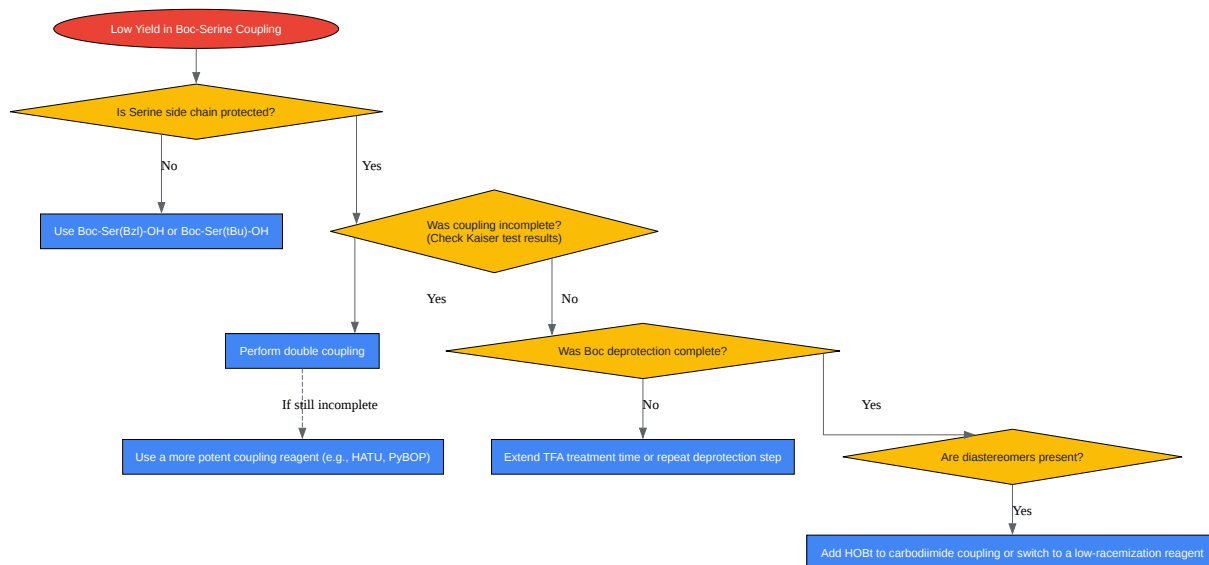 Low Yield in Boc-Serine Coupling
Is Serine side chain protected?
No
Yes
Use Boc-Ser(Bzl)-OH or Boc-Ser(tBu)-OH
Was coupling incomplete?
(Check Kaiser test results)
Yes
No
Perform double coupling
Was Boc deprotection complete?
If still incomplete
No
Yes
Use a more potent coupling reagent (e.g., HATU, PyBOP)
Extend TFA treatment time or repeat deprotection step
Are diastereomers present?
Yes
Add HOBt to carbodiimide coupling or switch to a low-racemization reagent